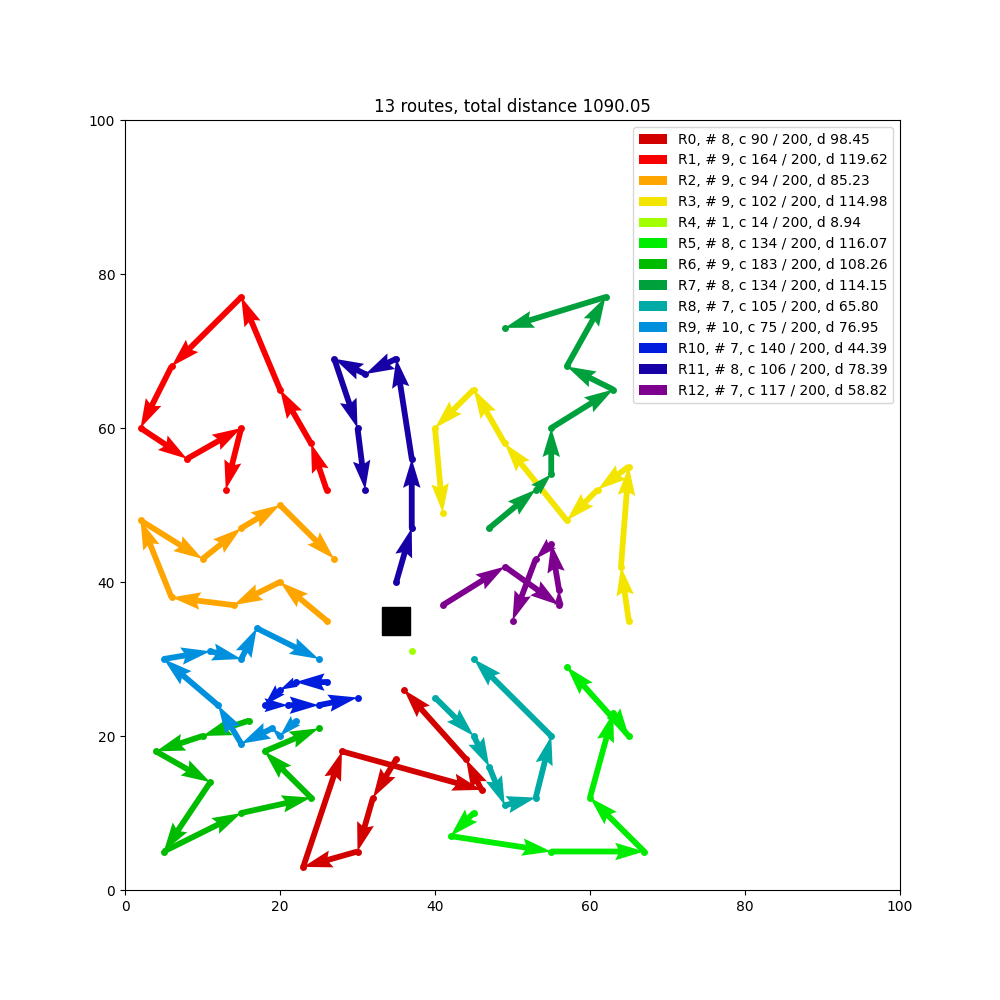 13 routes, total distance 1090.05
100
80
60
40
20
0
0 20 40 60 80 100
R0, # 8, c 90 / 200, d 98.45
R1, # 9, c 164 / 200, d 119.62
R2, # 9, c 94 / 200, d 85.23
R3, # 9, c 102 / 200, d 114.98
R4, # 1, c 14 / 200, d 8.94
R5, # 8, c 134 / 200, d 116.07
R6, # 9, c 183 / 200, d 108.26
R7, # 8, c 134 / 200, d 114.15
R8, # 7, c 105 / 200, d 65.80
R9, # 10, c 75 / 200, d 76.95
R10, # 7, c 140 / 200, d 44.39
R11, # 8, c 106 / 200, d 78.39
R12, # 7, c 117 / 200, d 58.82